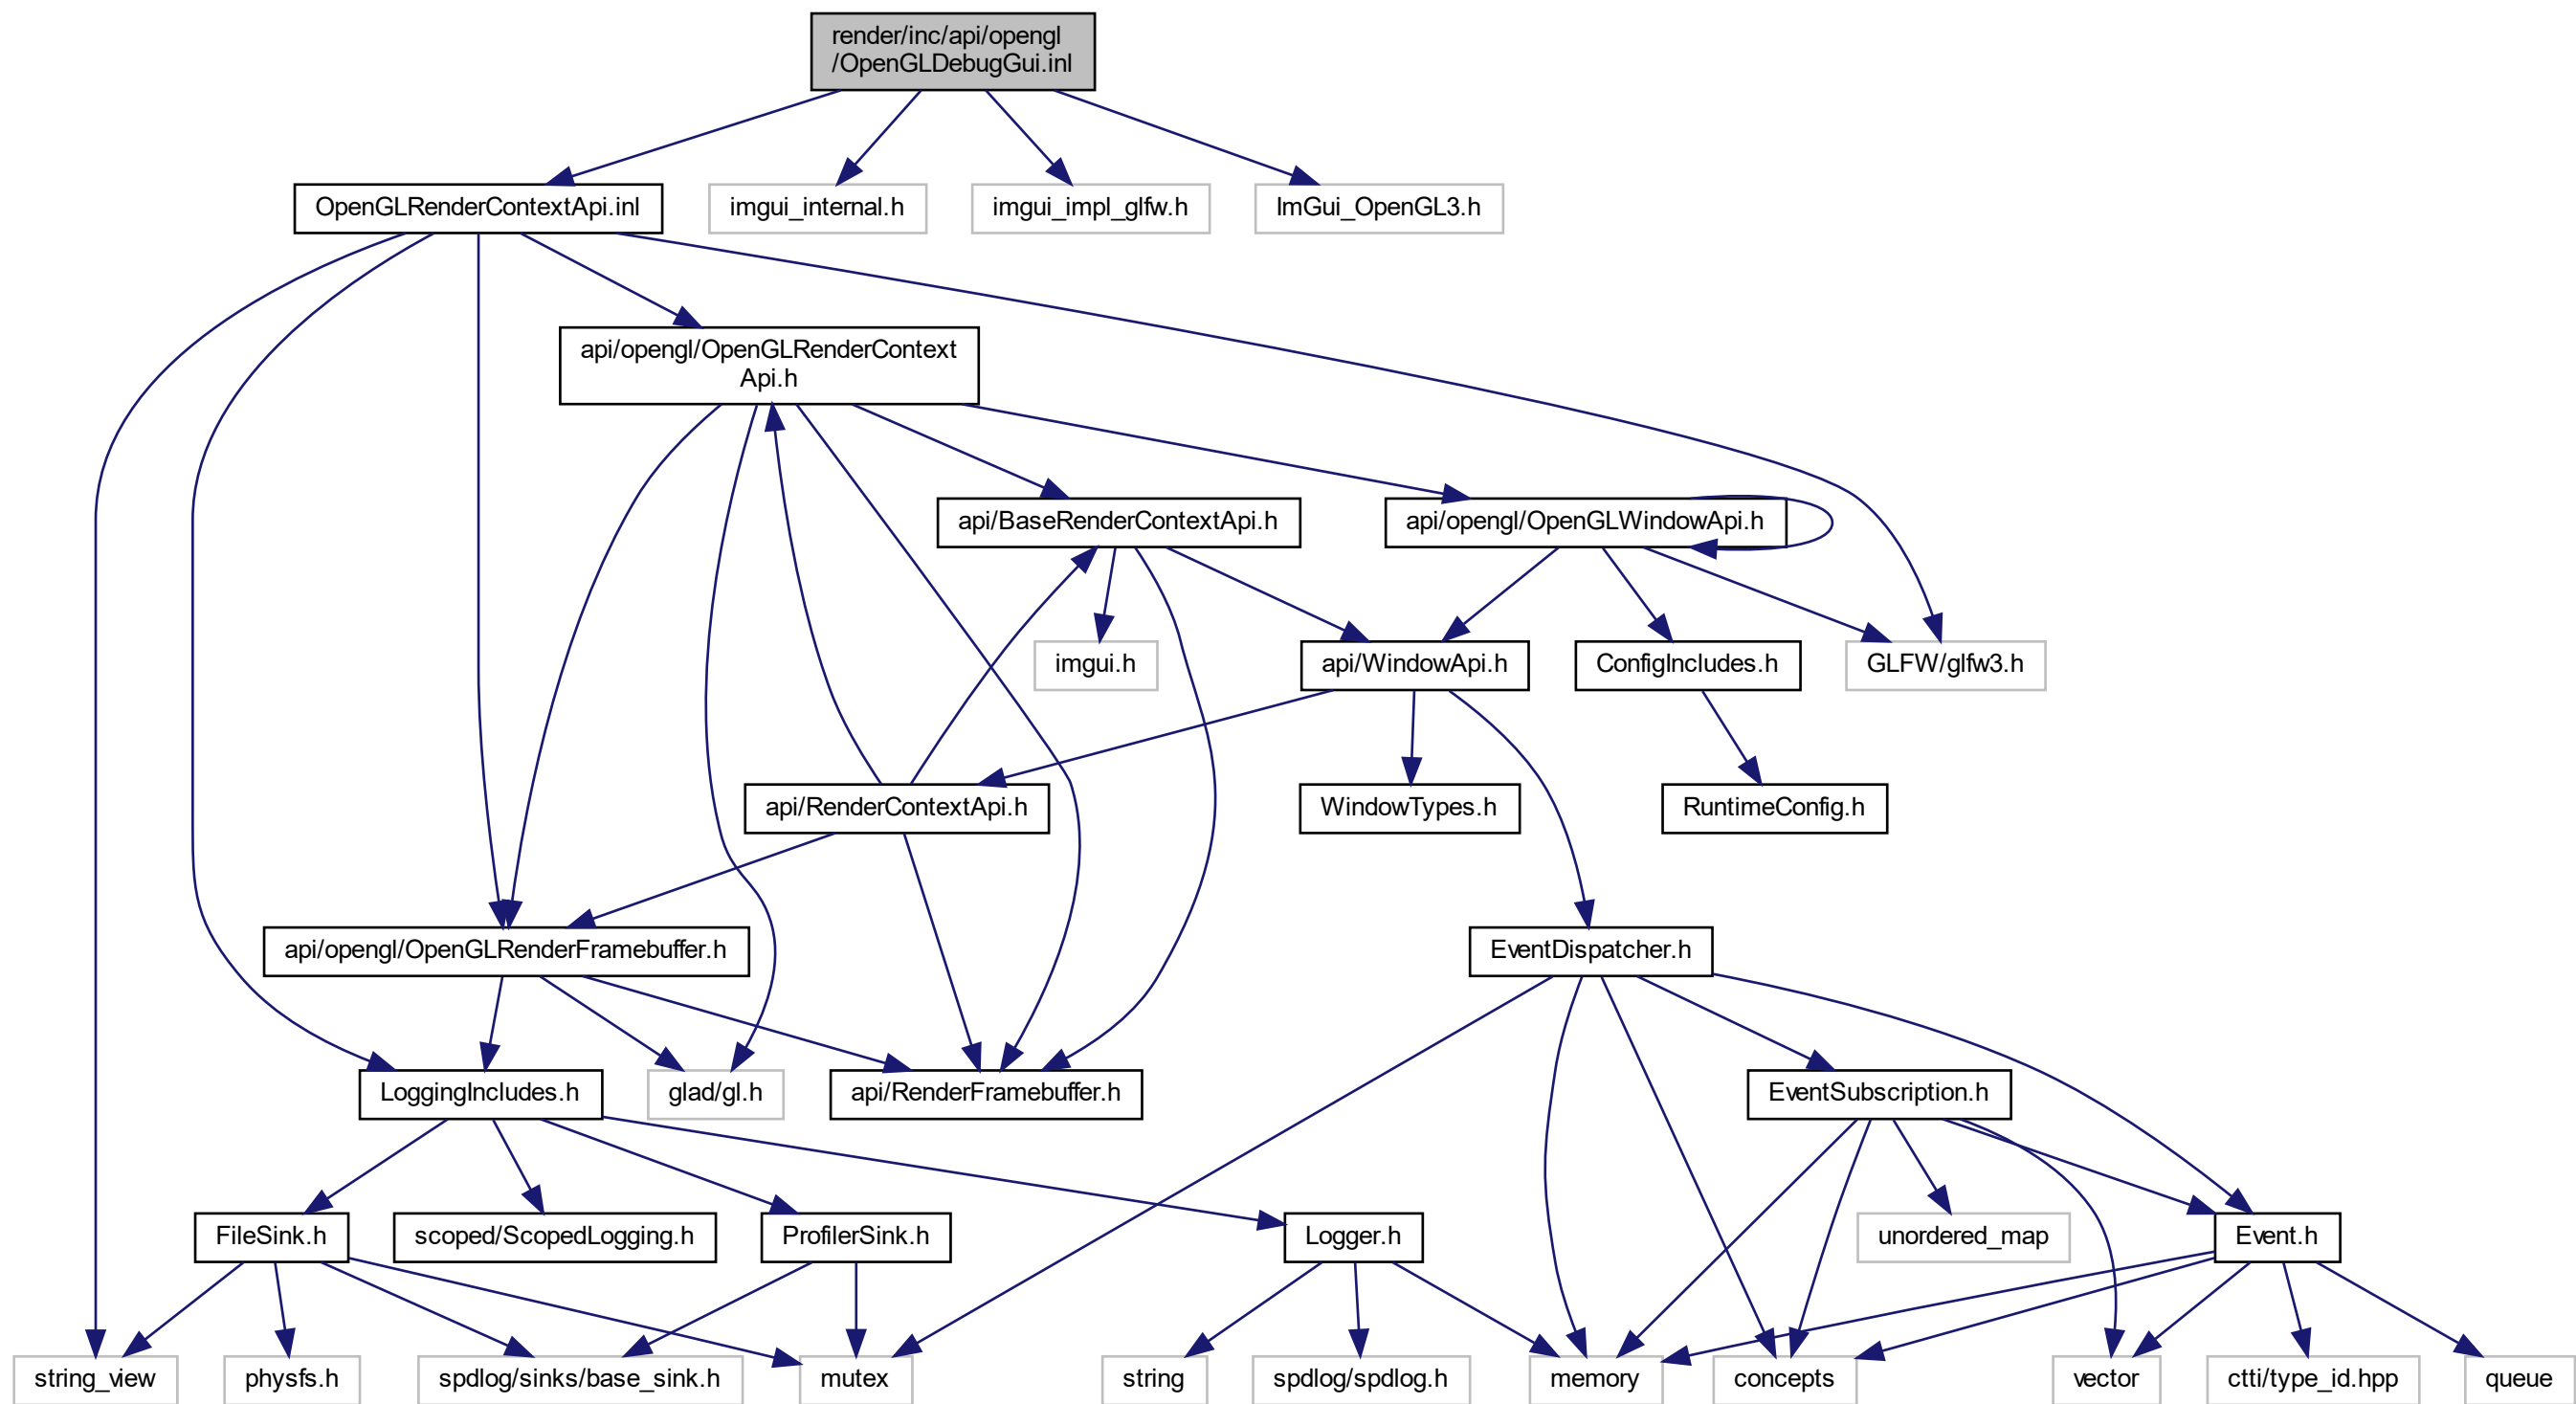 render/inc/api/opengl
/OpenGLDebugGui.inl
OpenGLRenderContextApi.inl
imgui_internal.h
imgui_impl_glfw.h
ImGui_OpenGL3.h
api/opengl/OpenGLRenderContext
Api.h
api/BaseRenderContextApi.h
api/opengl/OpenGLWindowApi.h
imgui.h
api/WindowApi.h
ConfigIncludes.h
GLFW/glfw3.h
api/RenderContextApi.h
WindowTypes.h
RuntimeConfig.h
api/opengl/OpenGLRenderFramebuffer.h
EventDispatcher.h
LoggingIncludes.h
glad/gl.h
api/RenderFramebuffer.h
EventSubscription.h
FileSink.h
scoped/ScopedLogging.h
ProfilerSink.h
Logger.h
unordered_map
Event.h
string_view
physfs.h
spdlog/sinks/base_sink.h
mutex
string
spdlog/spdlog.h
memory
concepts
vector
ctti/type_id.hpp
queue